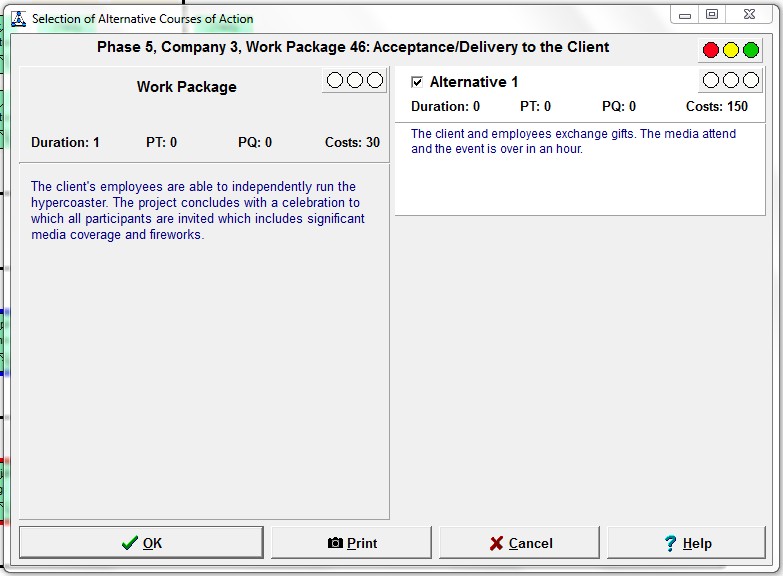 Selection of Alternative Courses of Action
Phase 5, Company 3, Work Package 46: Acceptance/Delivery to the Client
Work Package
Duration: 1 PT: 0 PQ: 0 Costs: 30
The client's employees are able to independently run the
hypercoaster. The project concludes with a celebration to
which all participants are invited which includes significant
media coverage and fireworks.
Alternative 1
Duration: 0 PT: 0 PQ: 0 Costs: 150
The client and employees exchange gifts. The media attend
and the event is over in an hour.
OK
Print
Cancel
Help